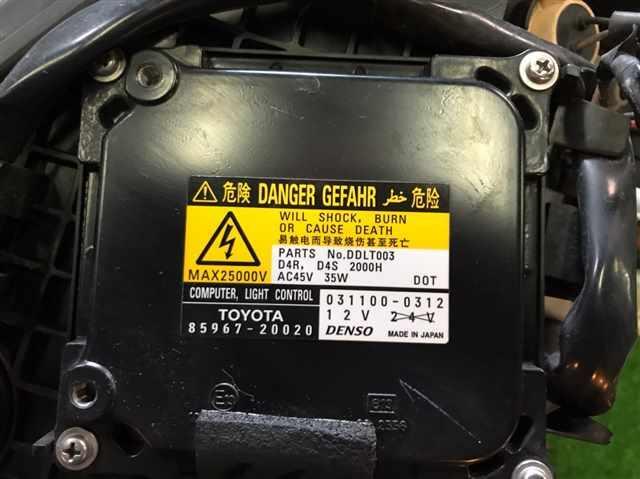 危険 DANGER GEFAHR خطر 危险
WILL SHOCK, BURN
OR CAUSE DEATH
易触电而导致烧伤甚至死亡
MAX25000V
PARTS No.DDLT003
D4R, D4S 2000H
AC45V 35W DOT
COMPUTER, LIGHT CONTROL
031100-0312
TOYOTA
12V 24V
85967-20020
DENSO MADE IN JAPAN